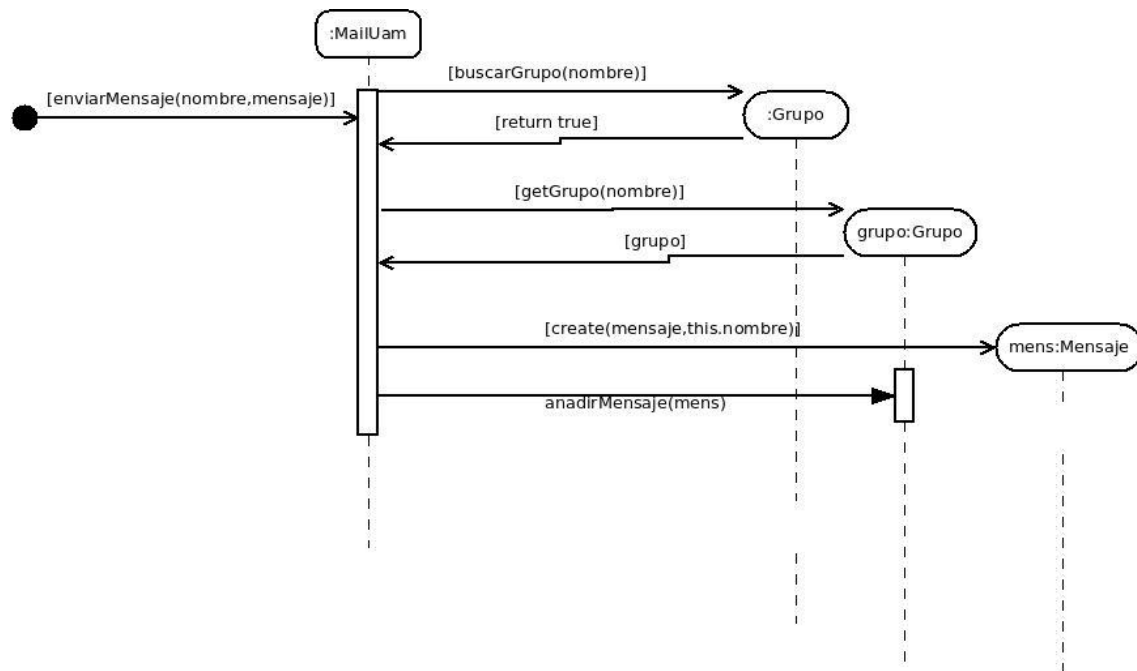 :MailUam
[buscarGrupo(nombre)]
[enviarMensaje(nombre,mensaje)]
:Grupo
[return true]
[getGrupo(nombre)]
grupo:Grupo
[grupo]
[create(mensaje,this.nombre)]
mens:Mensaje
anadirMensaje(mens)